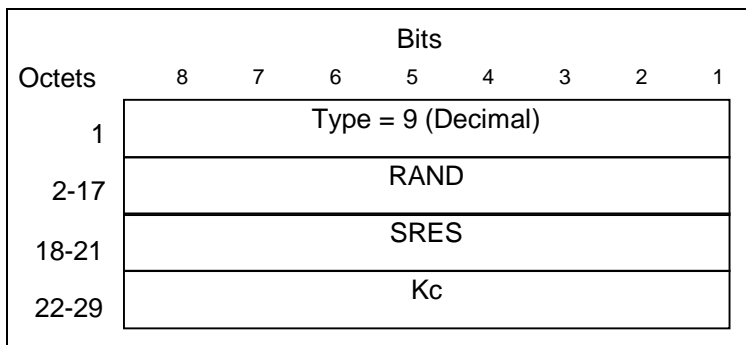 Bits
Octets 8 7 6 5 4 3 2 1
1 Type = 9 (Decimal)
2-17 RAND
18-21 SRES
22-29 Kc